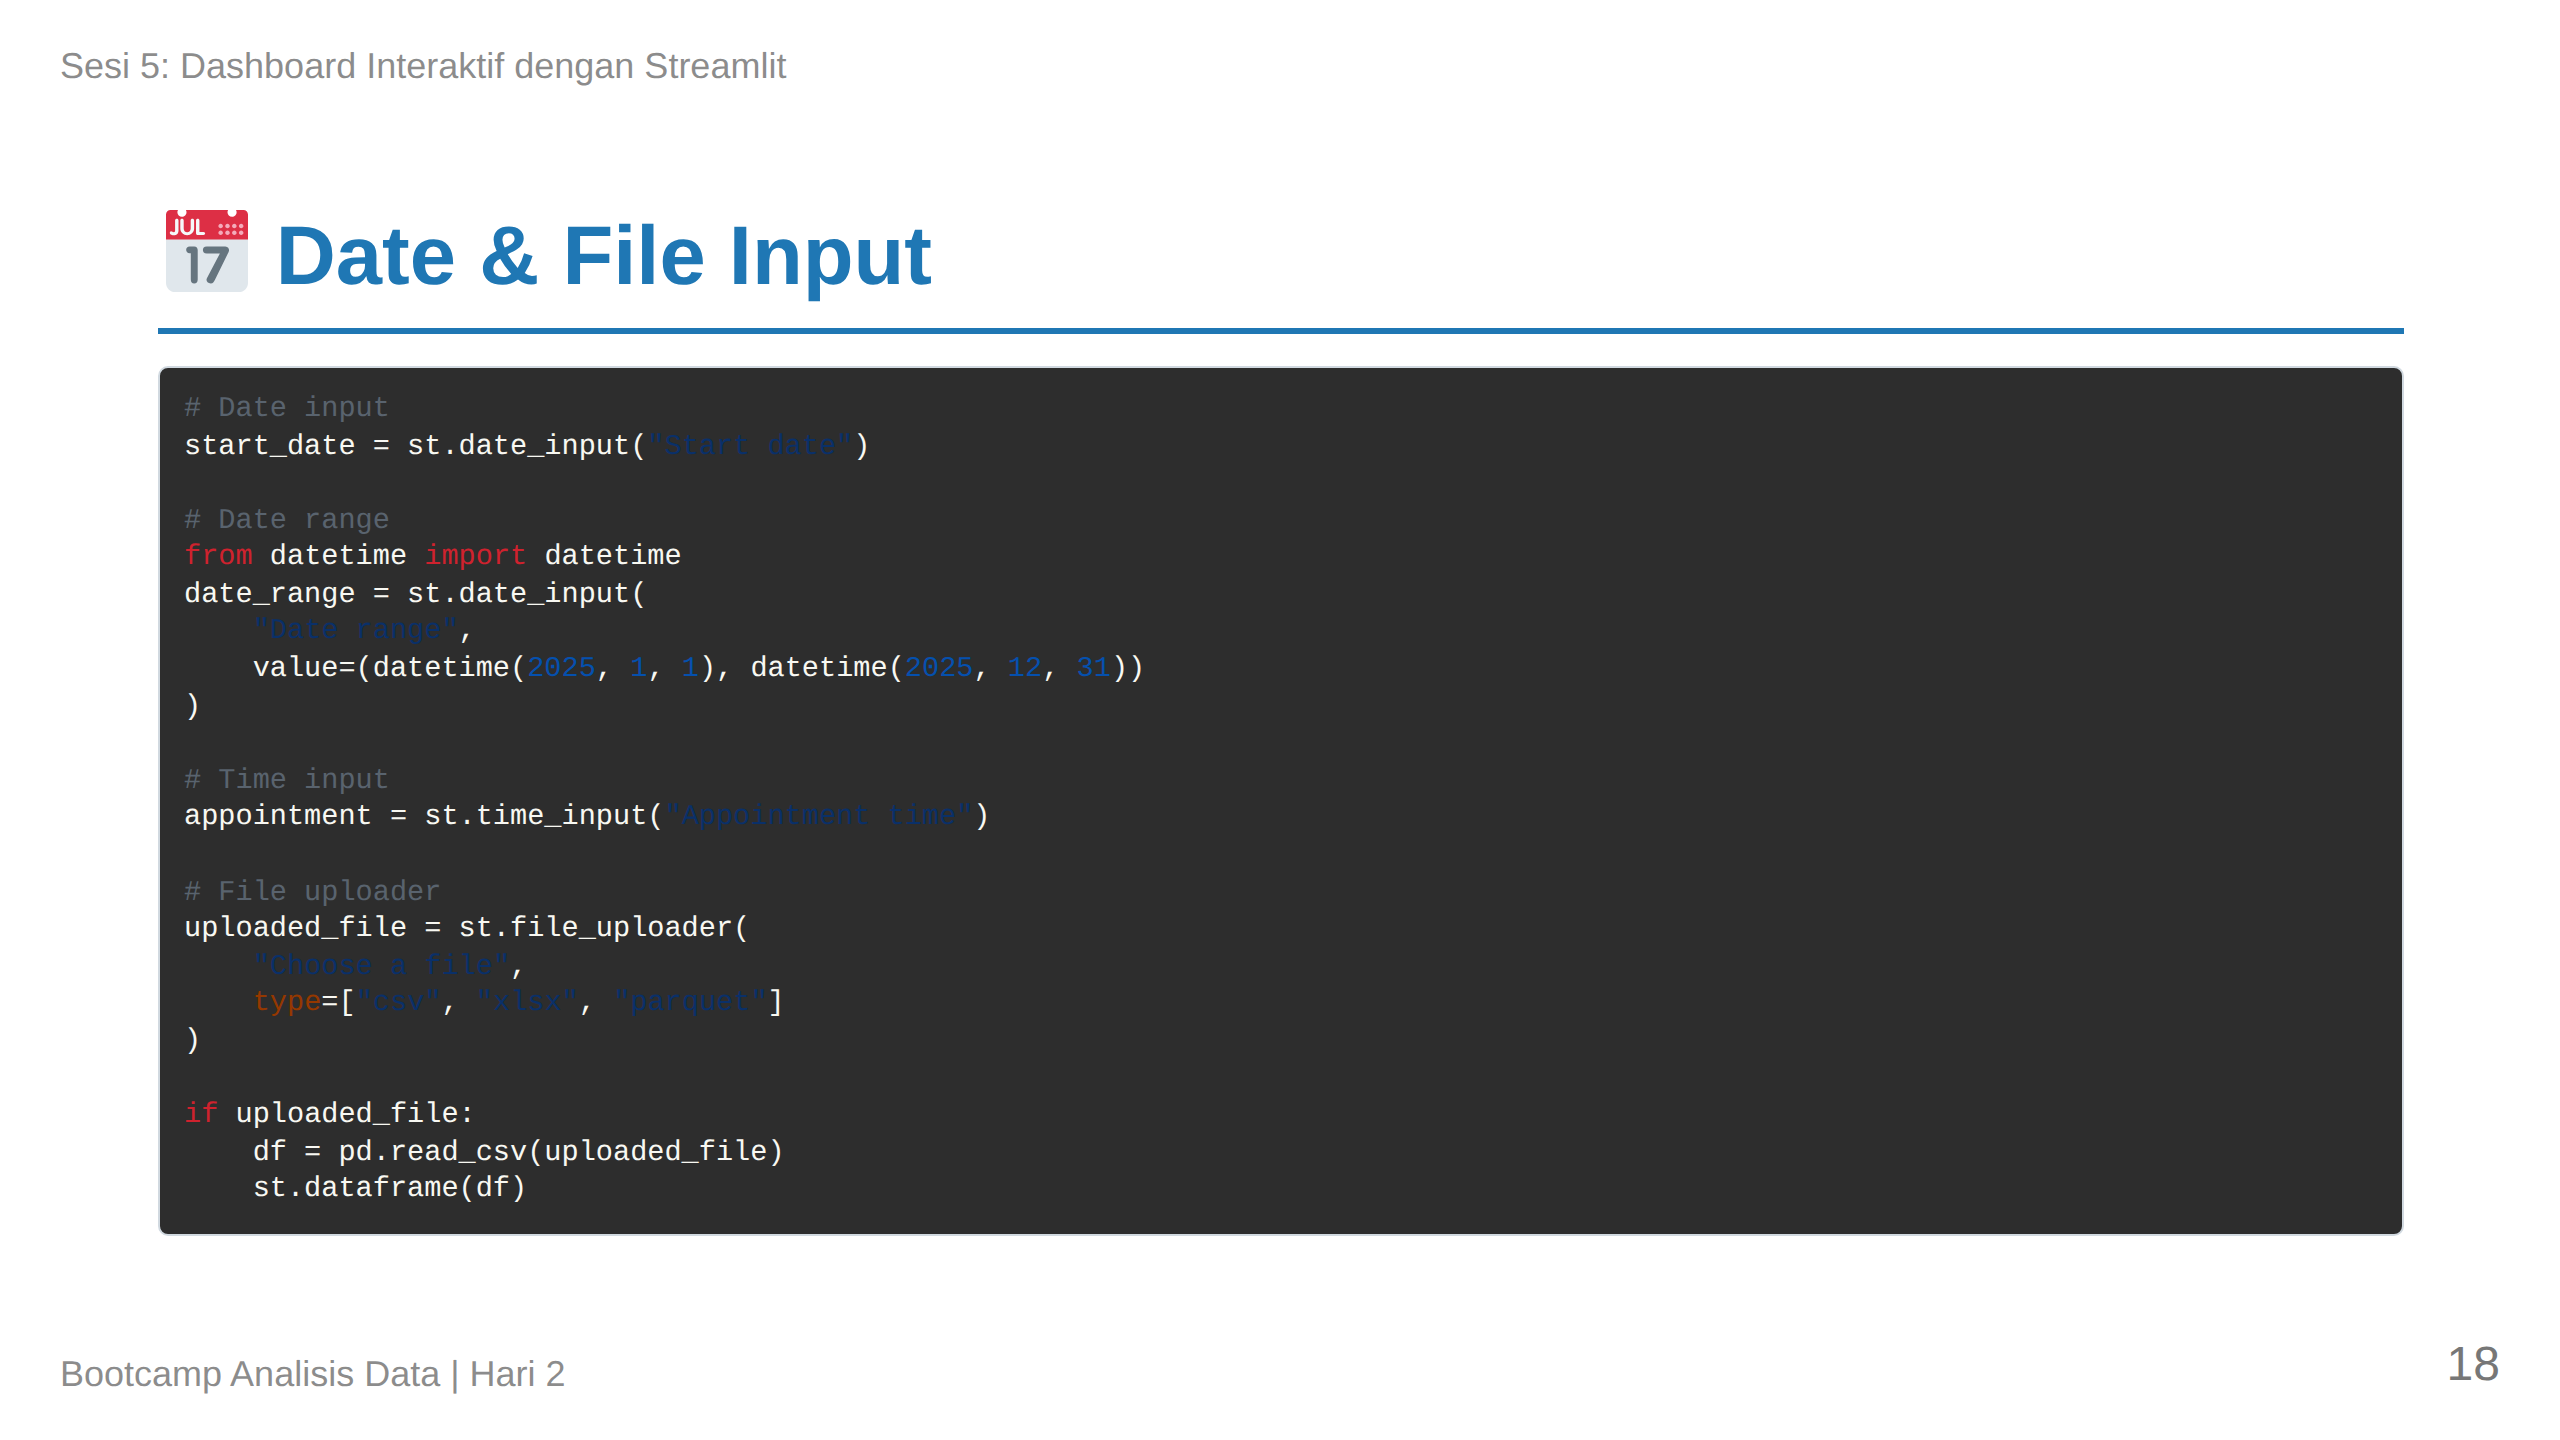 Sesi 5: Dashboard Interaktif dengan Streamlit
JUL
17
Date & File Input
# Date input
start_date = st.date_input("Start date")
# Date range
from datetime import datetime
date_range = st.date_input(
    "Date range",
    value=(datetime(2025, 1, 1), datetime(2025, 12, 31))
)
# Time input
appointment = st.time_input("Appointment time")
# File uploader
uploaded_file = st.file_uploader(
    "Choose a file",
    type=["csv", "xlsx", "parquet"]
)
if uploaded_file:
    df = pd.read_csv(uploaded_file)
    st.dataframe(df)
Bootcamp Analisis Data | Hari 2
18